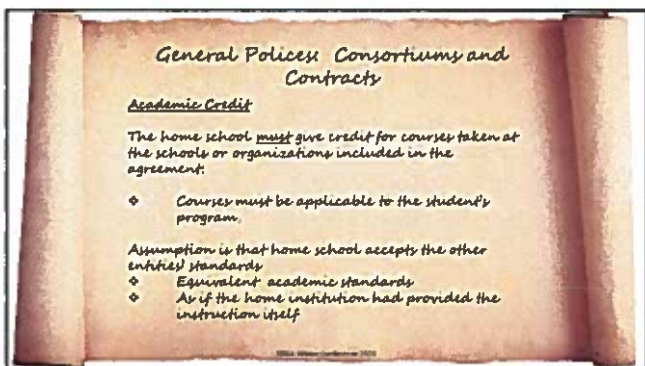 General Polices: Consortiums and
Contracts
Academic Credit
The home school must give credit for courses taken at
the schools or organizations included in the
agreement:
❖ Courses must be applicable to the student's
program.
Assumption is that home school accepts the other
entities' standards
❖ Equivalent academic standards
❖ As if the home institution had provided the
instruction itself